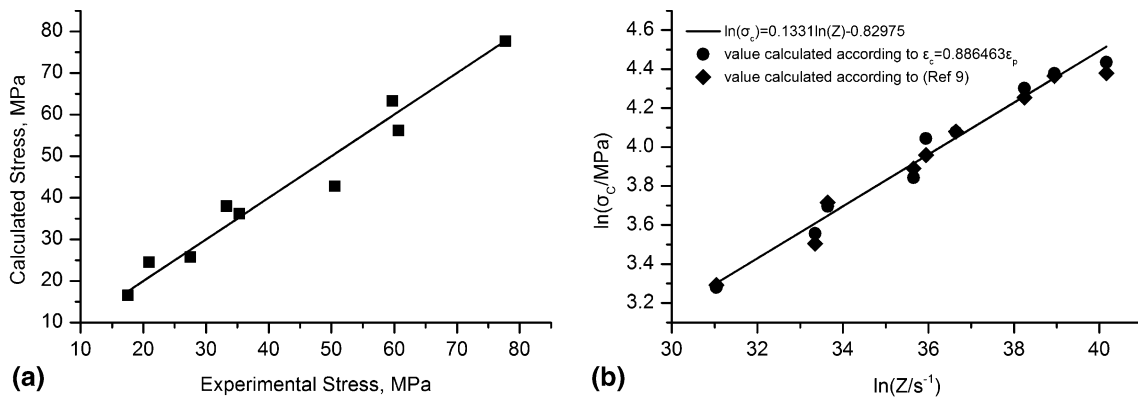 80
70
60
50
40
30
20
10
Calculated Stress, MPa
10 20 30 40 50 60 70 80
Experimental Stress, MPa
(a)
4.6
4.4
4.2
4.0
3.8
3.6
3.4
3.2
ln(σC/MPa)
ln(σc)=0.1331ln(Z)-0.82975
value calculated according to εc=0.886463εp
value calculated according to (Ref 9)
30 32 34 36 38 40
ln(Z/s-1)
(b)